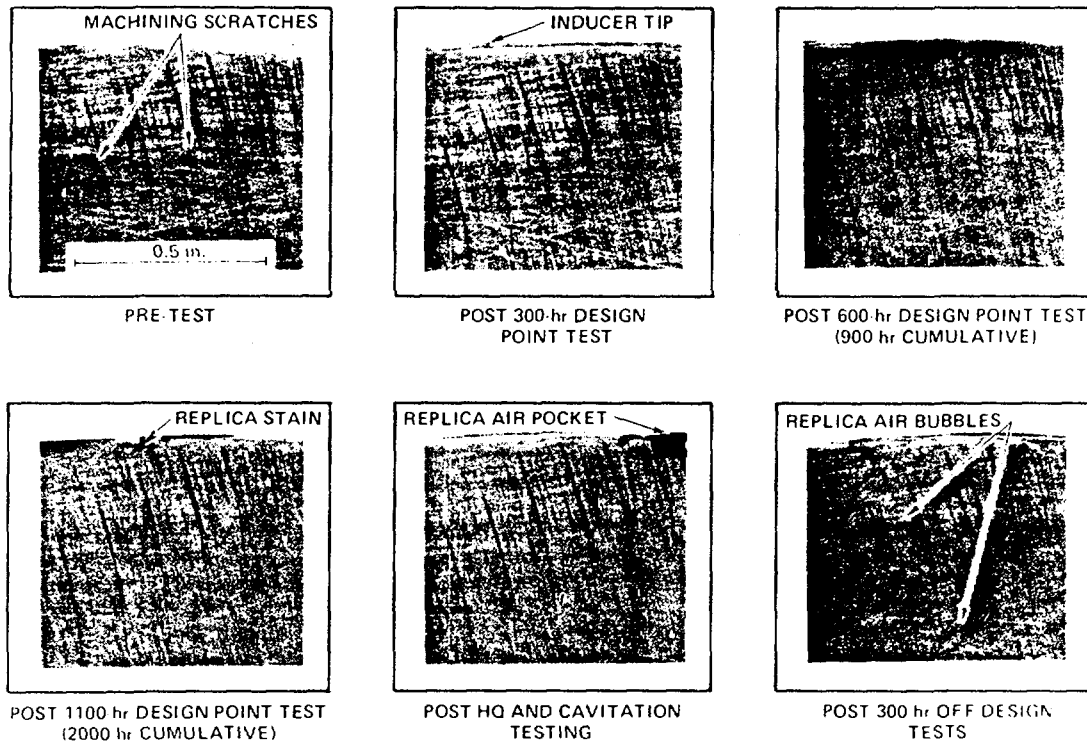 MACHINING SCRATCHES
0.5 in.
PRE-TEST
INDUCER TIP
POST 300-hr DESIGN
POINT TEST
POST 600-hr DESIGN POINT TEST
(900 hr CUMULATIVE)
REPLICA STAIN
POST 1100-hr DESIGN POINT TEST
(2000 hr CUMULATIVE)
REPLICA AIR POCKET
POST HQ AND CAVITATION
TESTING
REPLICA AIR BUBBLES
POST 300 hr OFF DESIGN
TESTS